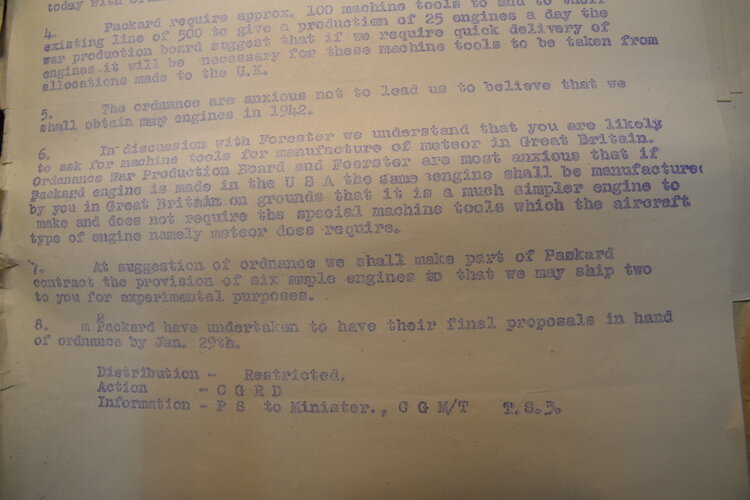 today with
4. Packard require approx. 100 machine tools to add to their
existing line of 500 to give a production of 25 engines a day the
war production board suggest that if we require quick delivery of
engines it will be necessary for these machine tools to be taken from
allocations made to the U.K.
5. The ordnance are anxious not to lead us to believe that we
shall obtain many engines in 1942.
6. In discussion with Forester we understand that you are likely
to ask for machine tools for manufacture of meteor in Great Britain.
Ordnance War Production Board and Foerster are most anxious that if
Packard engine is made in the U S A the same engine shall be manufacture
by you in Great Britain on grounds that it is a much simpler engine to
make and does not require the special machine tools which the aircraft
type of engine namely meteor does require.
7. At suggestion of ordnance we shall make part of Packard
contract the provision of six smple engines to that we may ship two
to you for experimental purposes.
8. m Packard have undertaken to have their final proposals in hand
of ordnance by Jan. 29th.
Distribution - Restricted.
Action - C G R D
Information - P S to Minister., C G M/T T.S.3.